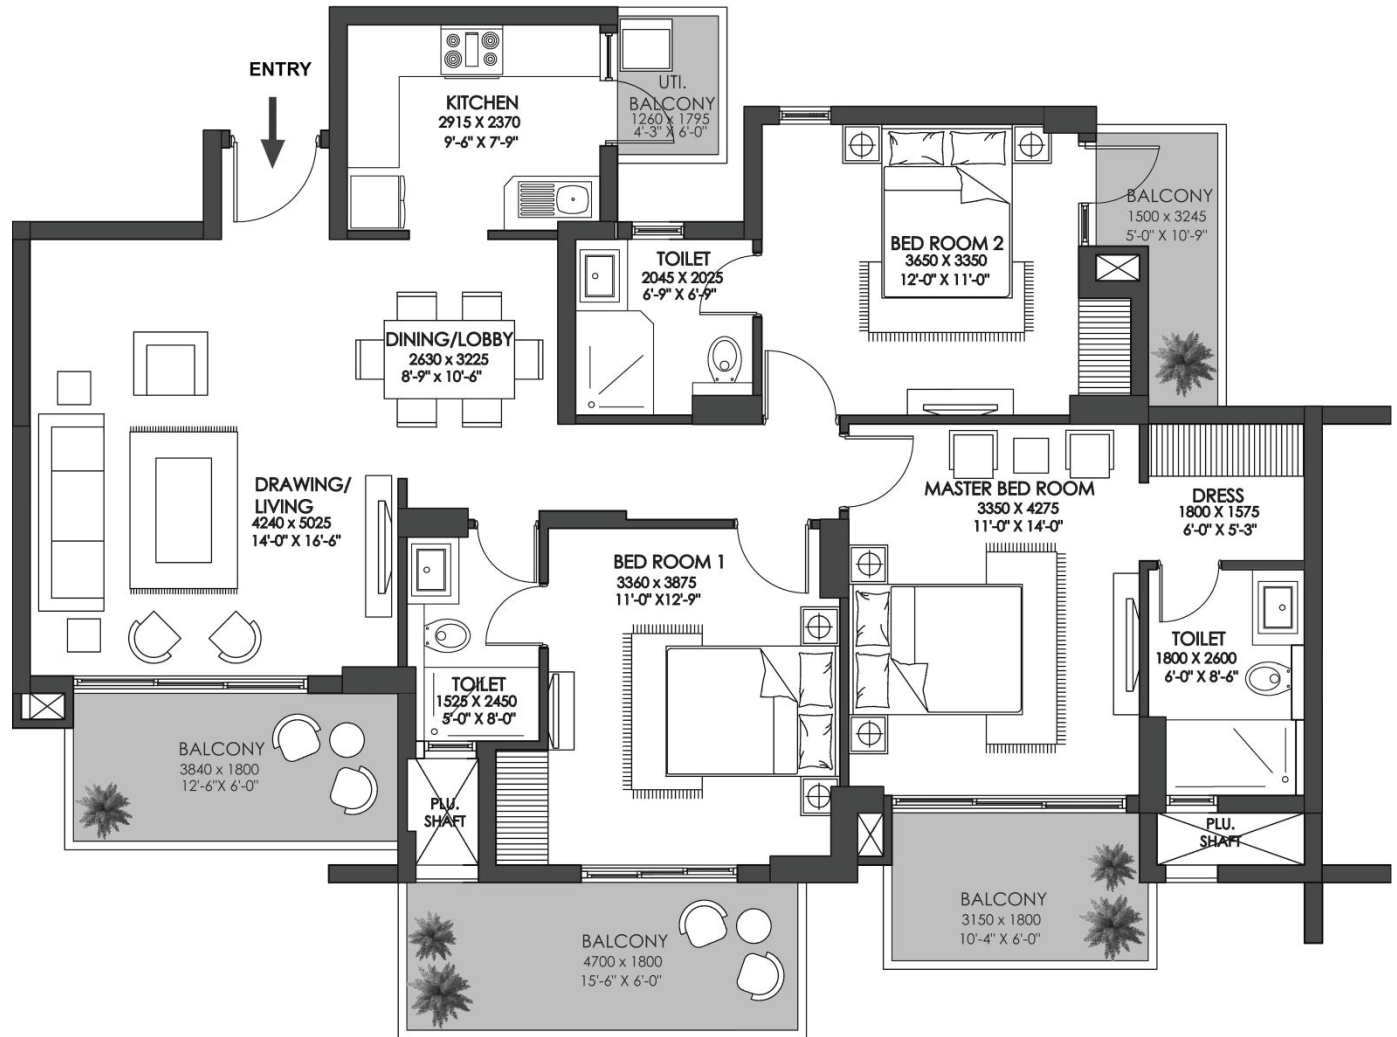 ENTRY
KITCHEN
2915 X 2370
9'-6" X 7'-9"
UTI.
BALCONY
1260 x 1795
4'-3" X 6'-0"
BALCONY
1500 x 3245
5'-0" X 10'-9"
BED ROOM 2
3650 X 3350
12'-0" X 11'-0"
TOILET
2045 X 2025
6'-9" X 6'-9"
DINING/LOBBY
2630 x 3225
8'-9" x 10'-6"
DRAWING/
LIVING
4240 x 5025
14'-0" X 16'-6"
MASTER BED ROOM
3350 X 4275
11'-0" X 14'-0"
DRESS
1800 X 1575
6'-0" X 5'-3"
BED ROOM 1
3360 x 3875
11'-0" X12'-9"
TOILET
1800 X 2600
6'-0" X 8'-6"
TOILET
1525 X 2450
5'-0" X 8'-0"
BALCONY
3840 x 1800
12'-6"X 6'-0"
PLU.
SHAFT
PLU.
SHAFT
BALCONY
3150 x 1800
10'-4" X 6'-0"
BALCONY
4700 x 1800
15'-6" X 6'-0"